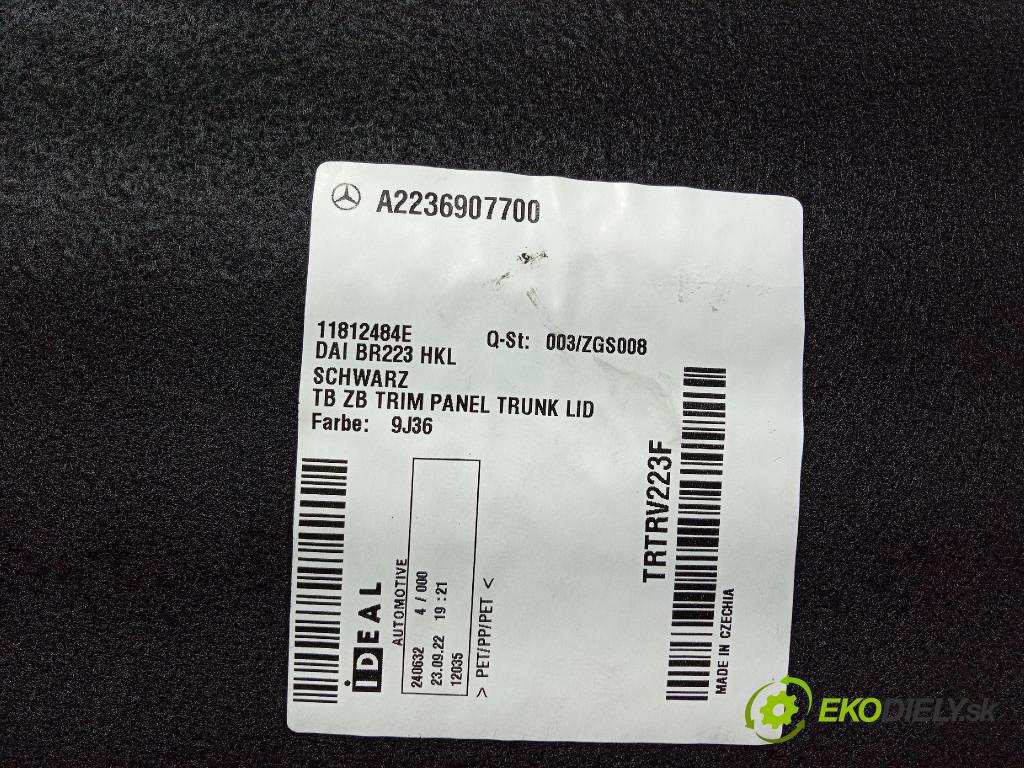 A2236907700
11812484E
Q-St: 003/ZGS008
DAI BR223 HKL
SCHWARZ
TB ZB TRIM PANEL TRUNK LID
Farbe: 9J36
iDEAL
AUTOMOTIVE
240632 4 / 000
23.09.22 19:21
12035
> PET/PP/PET <
TRTRV223F
MADE IN CZECHIA
EKODIELY.sk